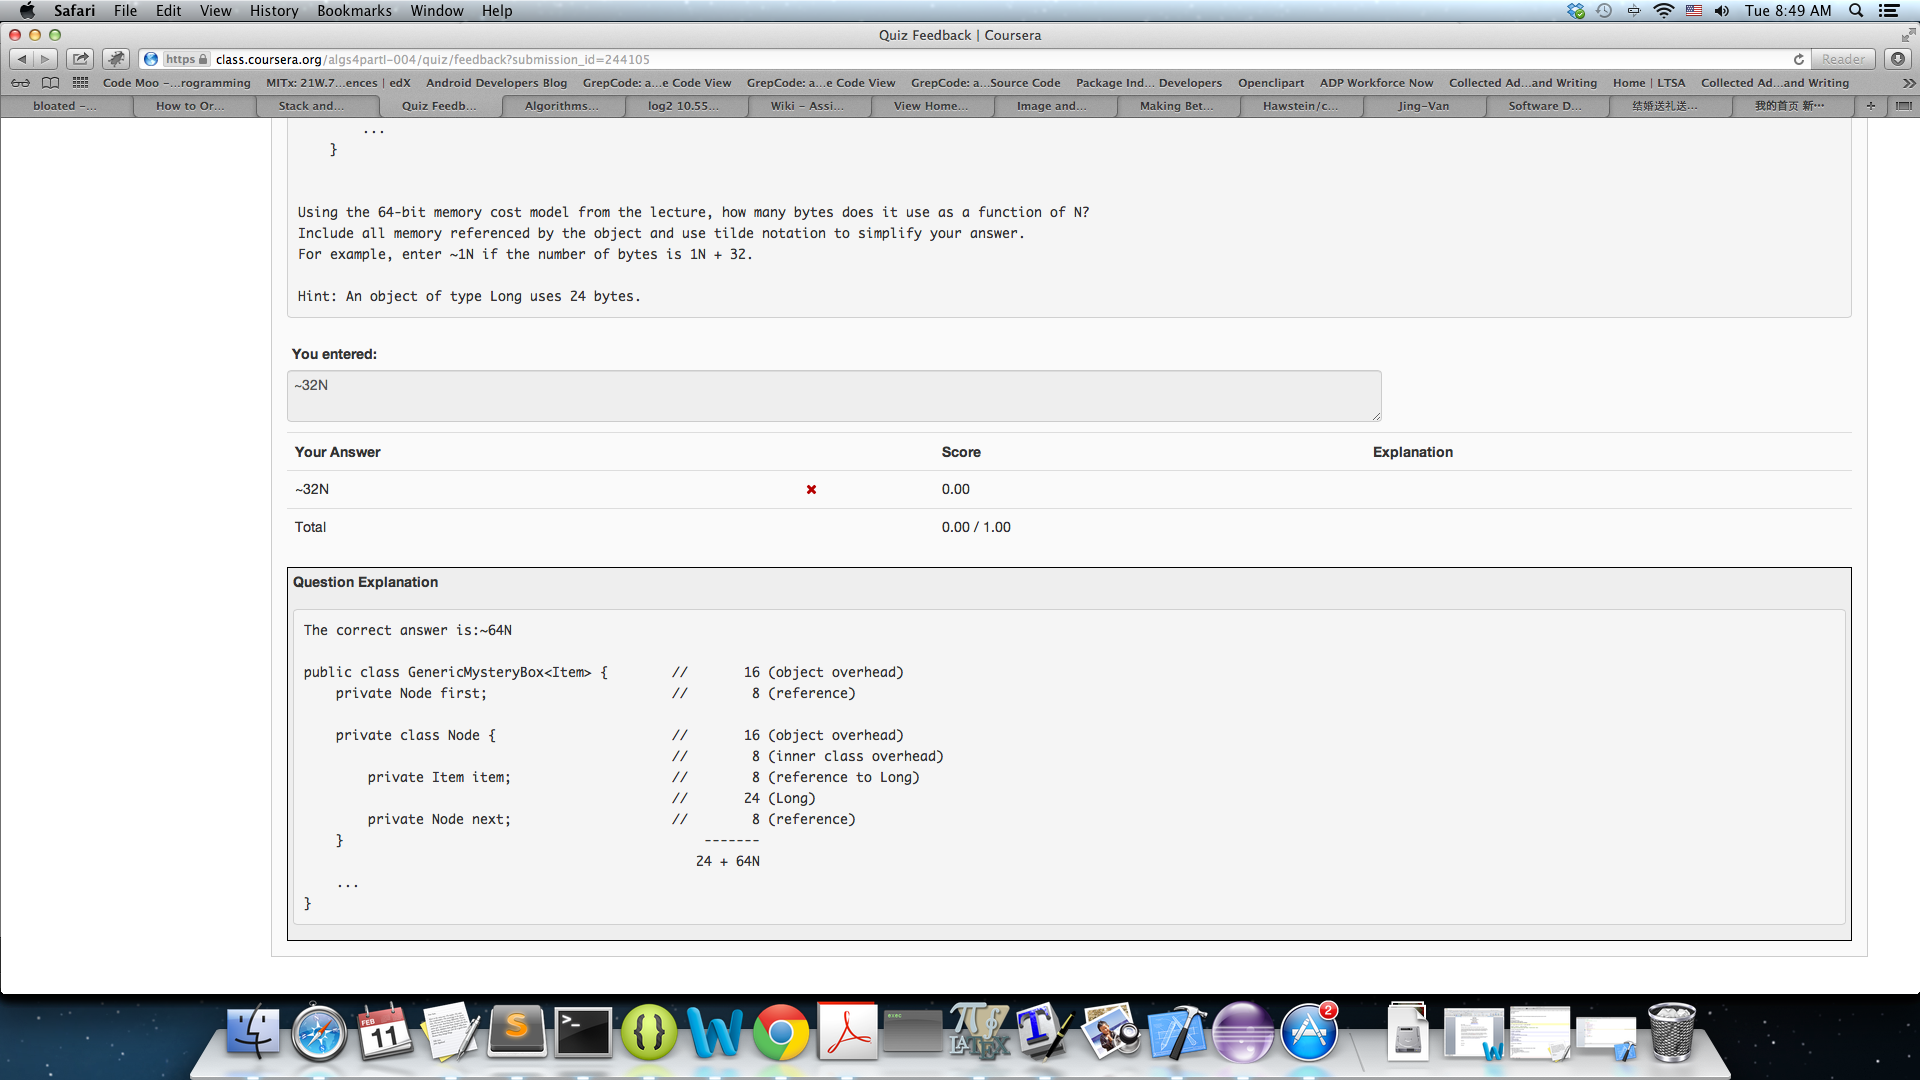 Safari File Edit View History Bookmarks Window Help Tue 8:49 AM
Quiz Feedback | Coursera
https class.coursera.org/algs4partI-004/quiz/feedback?submission_id=244105 Reader
Code Moo -...rogramming MITx: 21W.7...ences | edX Android Developers Blog GrepCode: a...e Code View GrepCode: a...e Code View GrepCode: a...Source Code Package Ind... Developers Openclipart ADP Workforce Now Collected Ad...and Writing Home | LTSA Collected Ad...and Writing
bloated -... How to Or... Stack and... Quiz Feedb... Algorithms... log2 10.55... Wiki - Assi... View Home... Image and... Making Bet... Hawstein/c... Jing-Van Software D... 结婚送礼送... 我的首页 新...
...
}
Using the 64-bit memory cost model from the lecture, how many bytes does it use as a function of N?
Include all memory referenced by the object and use tilde notation to simplify your answer.
For example, enter ~1N if the number of bytes is 1N + 32.
Hint: An object of type Long uses 24 bytes.
You entered:
~32N
Your Answer Score Explanation
~32N 0.00
Total 0.00 / 1.00
Question Explanation
The correct answer is:~64N
public class GenericMysteryBox<Item> { // 16 (object overhead)
private Node first; // 8 (reference)
private class Node { // 16 (object overhead)
// 8 (inner class overhead)
private Item item; // 8 (reference to Long)
// 24 (Long)
private Node next; // 8 (reference)
} -------
24 + 64N
...
}
FEB
11
exec
2